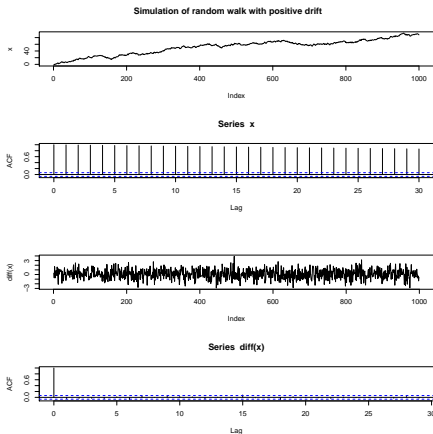 Simulation of random walk with positive drift
x
0 40
0 200 400 600 800 1000
Index
Series x
ACF
0.0 0.6
0 5 10 15 20 25 30
Lag
diff(x)
−3 0 3
0 200 400 600 800 1000
Index
Series diff(x)
ACF
0.0 0.6
0 5 10 15 20 25 30
Lag